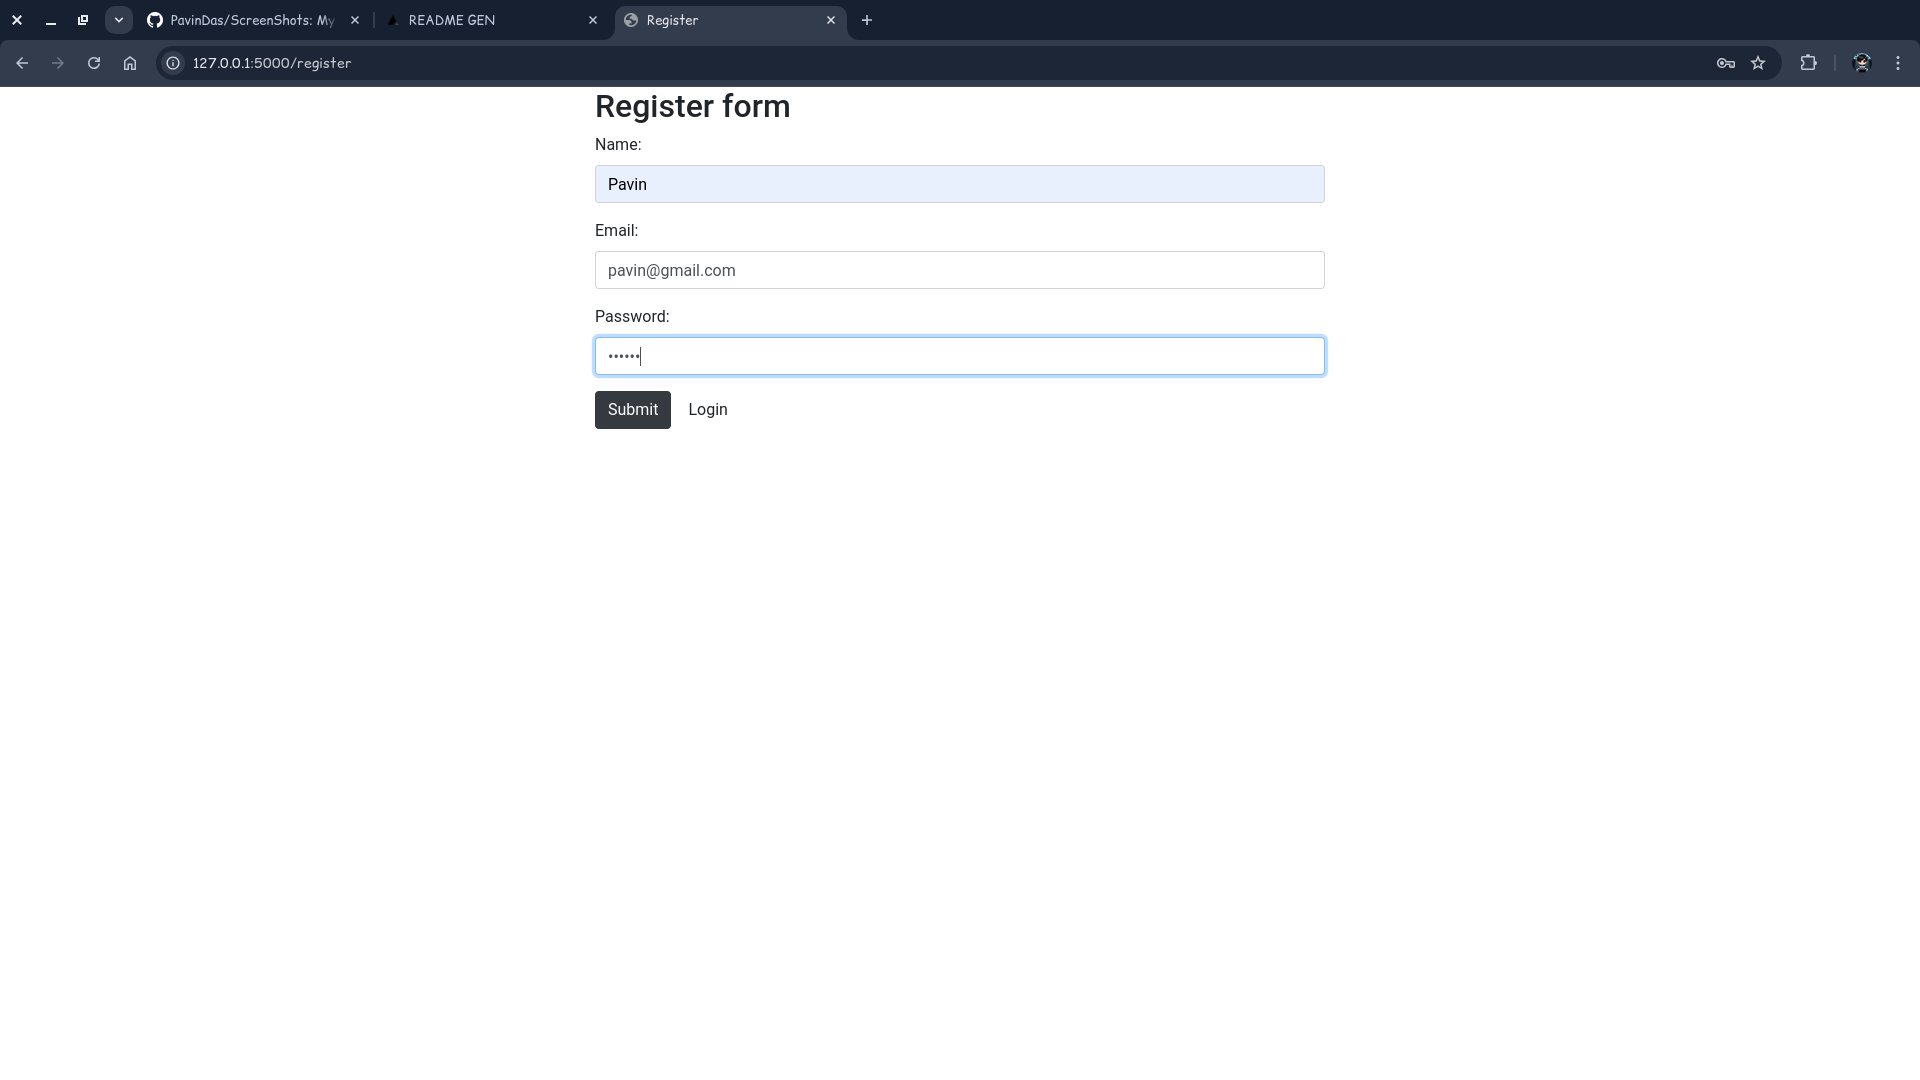 PavinDas/ScreenShots: My
README GEN
Register
127.0.0.1:5000/register
Register form
Name:
Pavin
Email:
pavin@gmail.com
Password:
••••••
Submit Login